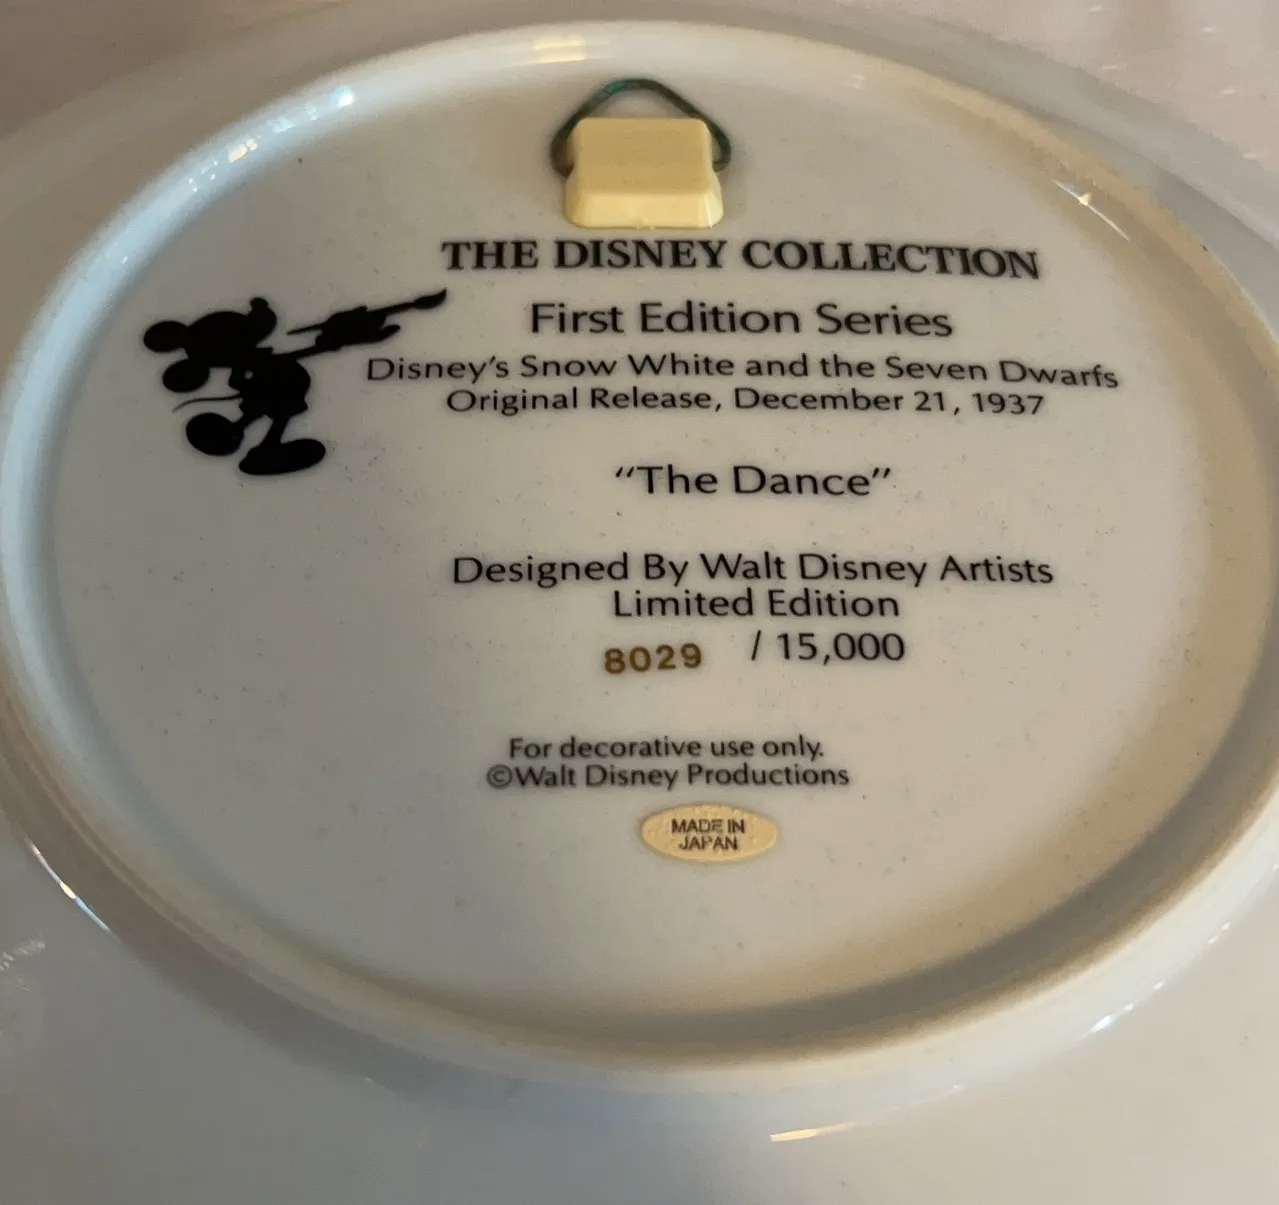 THE DISNEY COLLECTION
First Edition Series
Disney's Snow White and the Seven Dwarfs
Original Release, December 21, 1937
“The Dance”
Designed By Walt Disney Artists
Limited Edition
8029 / 15,000
For decorative use only.
©Walt Disney Productions
MADE IN
JAPAN